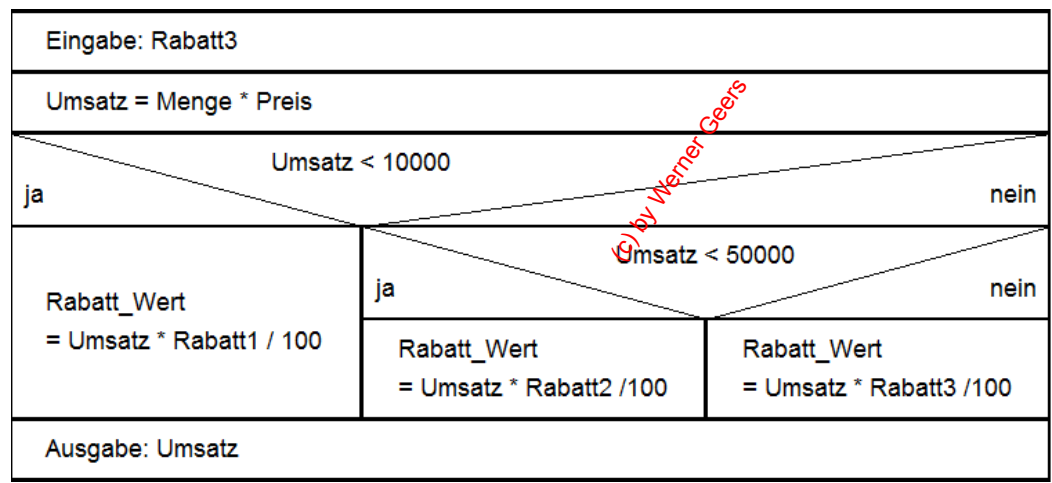 Eingabe: Rabatt3
Umsatz = Menge * Preis
Umsatz < 10000
ja
nein
(c) by Werner Geers
Umsatz < 50000
ja
nein
Rabatt_Wert
= Umsatz * Rabatt1 / 100
Rabatt_Wert
= Umsatz * Rabatt2 /100
Rabatt_Wert
= Umsatz * Rabatt3 /100
Ausgabe: Umsatz